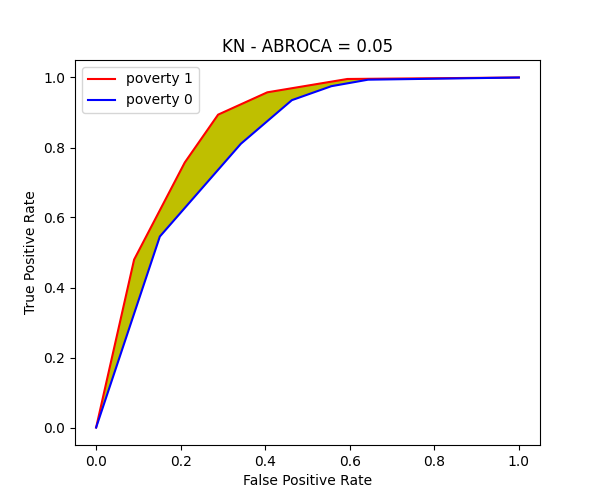 KN - ABROCA = 0.05
poverty 1
poverty 0
True Positive Rate
1.0
0.8
0.6
0.4
0.2
0.0
0.0 0.2 0.4 0.6 0.8 1.0
False Positive Rate